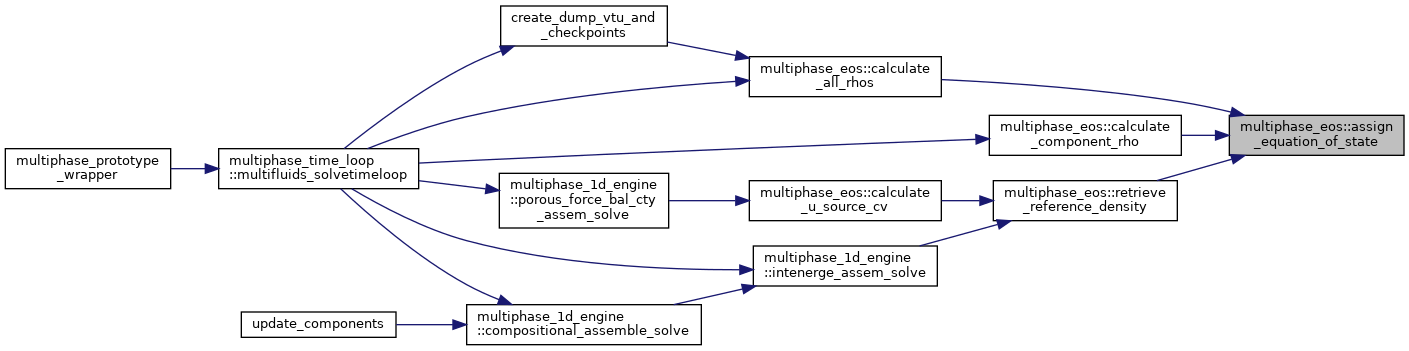 create_dump_vtu_and
_checkpoints
multiphase_eos::calculate
_all_rhos
multiphase_eos::assign
_equation_of_state
multiphase_eos::calculate
_component_rho
multiphase_prototype
_wrapper
multiphase_time_loop
::multifluids_solvetimeloop
multiphase_1d_engine
::porous_force_bal_cty
_assem_solve
multiphase_eos::calculate
_u_source_cv
multiphase_eos::retrieve
_reference_density
multiphase_1d_engine
::intenerge_assem_solve
update_components
multiphase_1d_engine
::compositional_assemble_solve